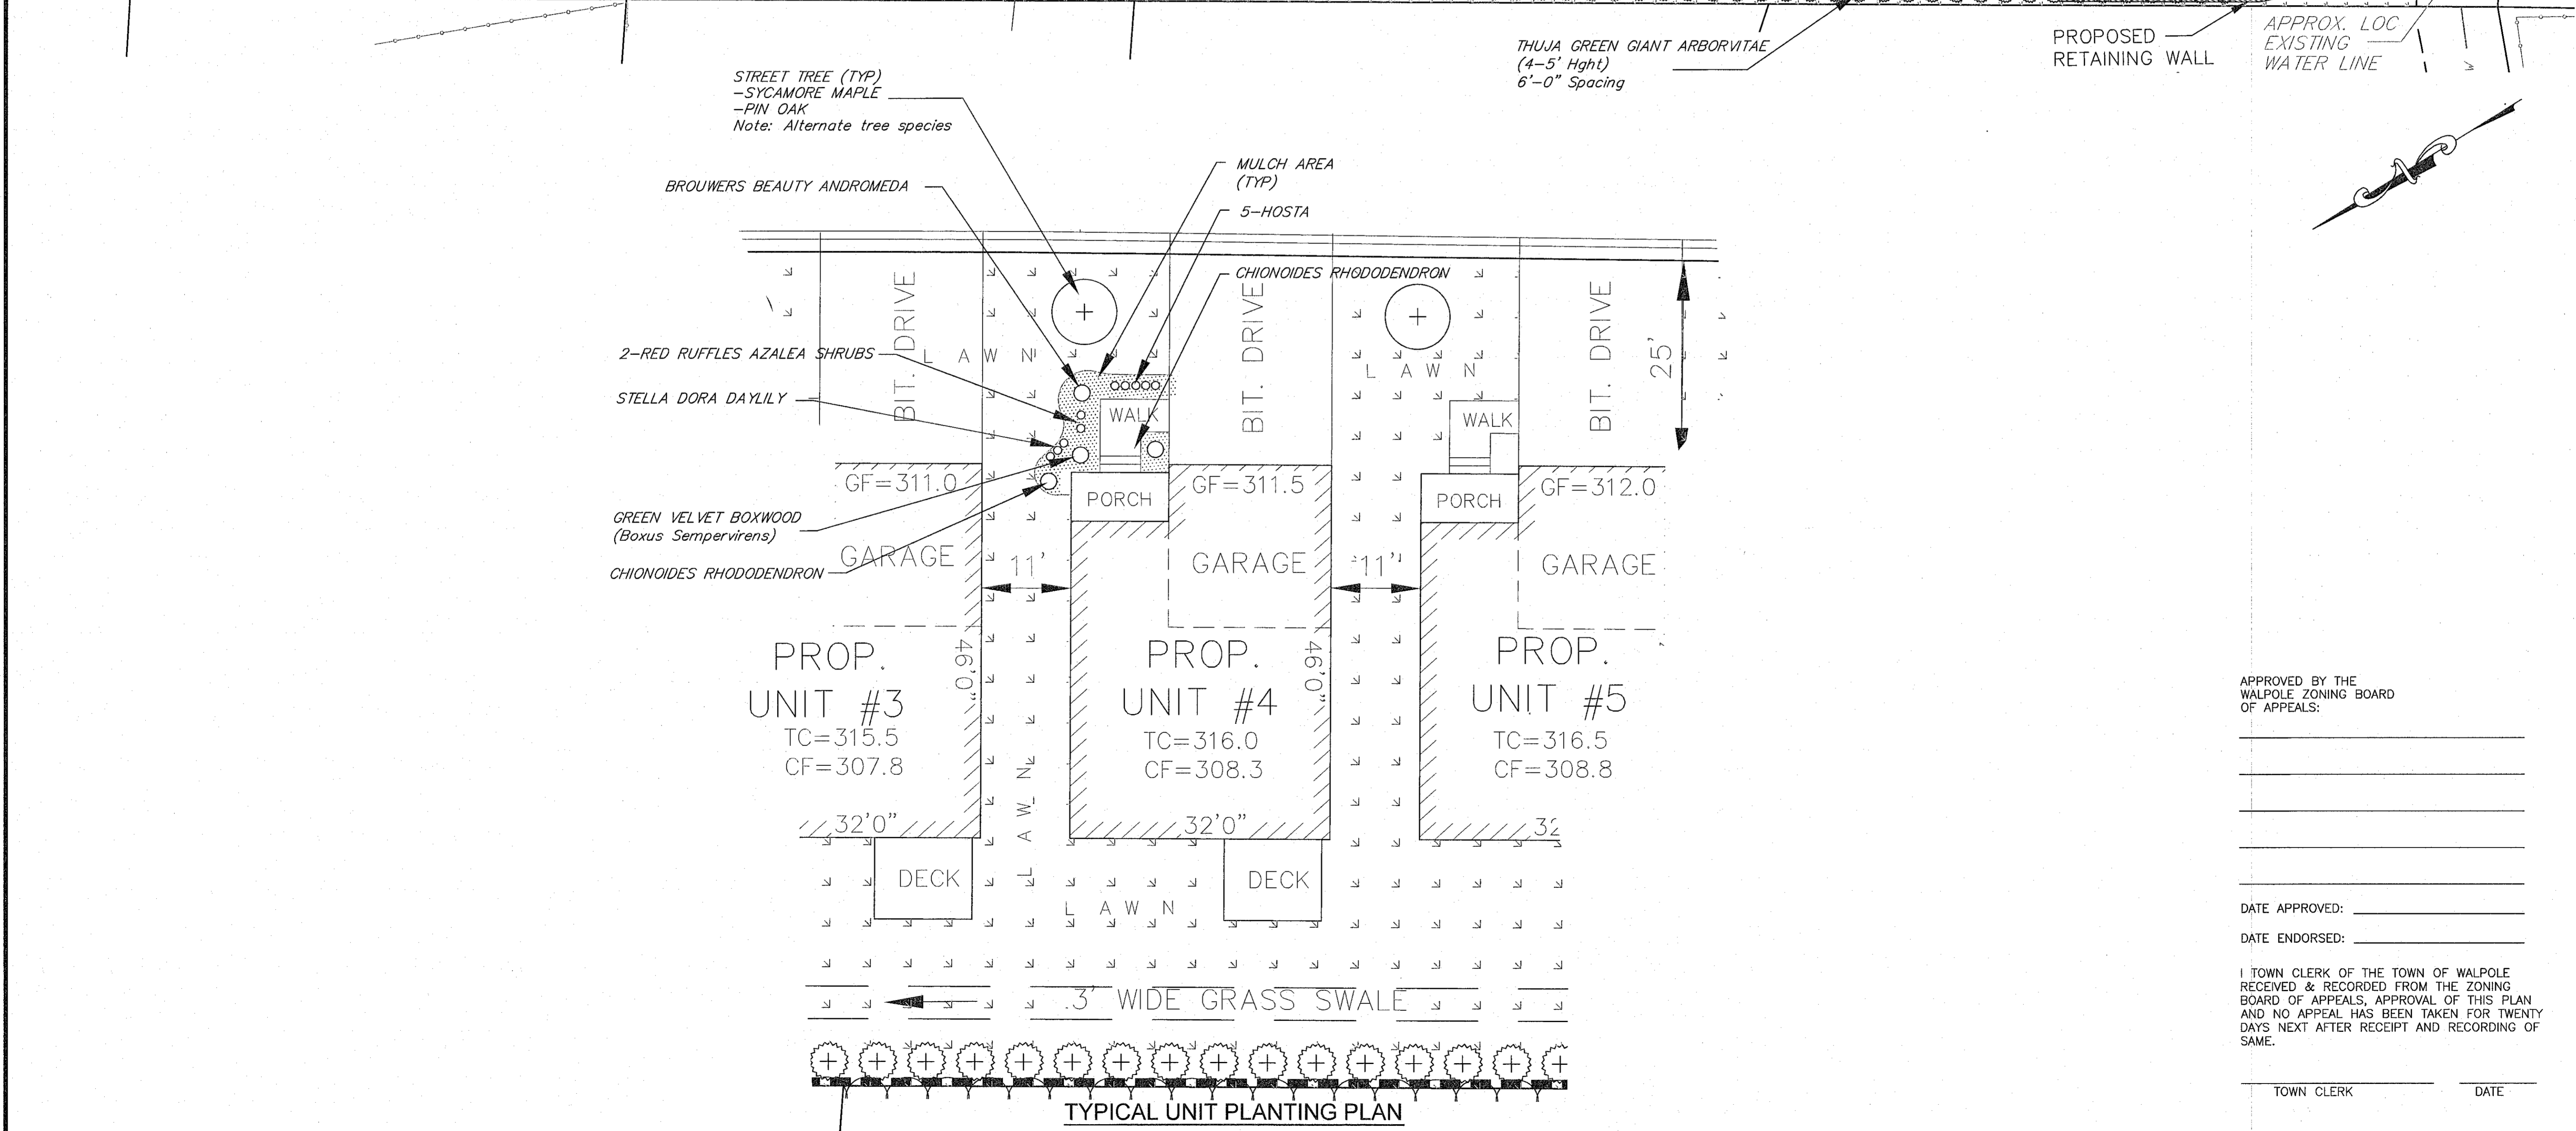 THUJA GREEN GIANT ARBORVITAE
(4-5' Hght)
6'-0" Spacing
PROPOSED
RETAINING WALL
APPROX. LOC
EXISTING
WATER LINE
STREET TREE (TYP)
-SYCAMORE MAPLE
-PIN OAK
Note: Alternate tree species
BROUWERS BEAUTY ANDROMEDA
MULCH AREA
(TYP)
5-HOSTA
CHIONOIDES RHODODENDRON
2-RED RUFFLES AZALEA SHRUBS
STELLA DORA DAYLILY
GREEN VELVET BOXWOOD
(Boxus Sempervirens)
CHIONOIDES RHODODENDRON
BIT. DRIVE
LAWN
BIT. DRIVE
LAWN
BIT. DRIVE
25'
WALK
WALK
GF=311.0
PORCH
GF=311.5
PORCH
GF=312.0
GARAGE
11'
GARAGE
11'
GARAGE
PROP.
UNIT #3
TC=315.5
CF=307.8
46'0"
32'0"
PROP.
UNIT #4
TC=316.0
CF=308.3
46'0"
32'0"
PROP.
UNIT #5
TC=316.5
CF=308.8
32
LAWN
DECK
LAWN
DECK
3' WIDE GRASS SWALE
TYPICAL UNIT PLANTING PLAN
APPROVED BY THE
WALPOLE ZONING BOARD
OF APPEALS:
DATE APPROVED:
DATE ENDORSED:
I TOWN CLERK OF THE TOWN OF WALPOLE
RECEIVED & RECORDED FROM THE ZONING
BOARD OF APPEALS, APPROVAL OF THIS PLAN
AND NO APPEAL HAS BEEN TAKEN FOR TWENTY
DAYS NEXT AFTER RECEIPT AND RECORDING OF
SAME.
TOWN CLERK
DATE